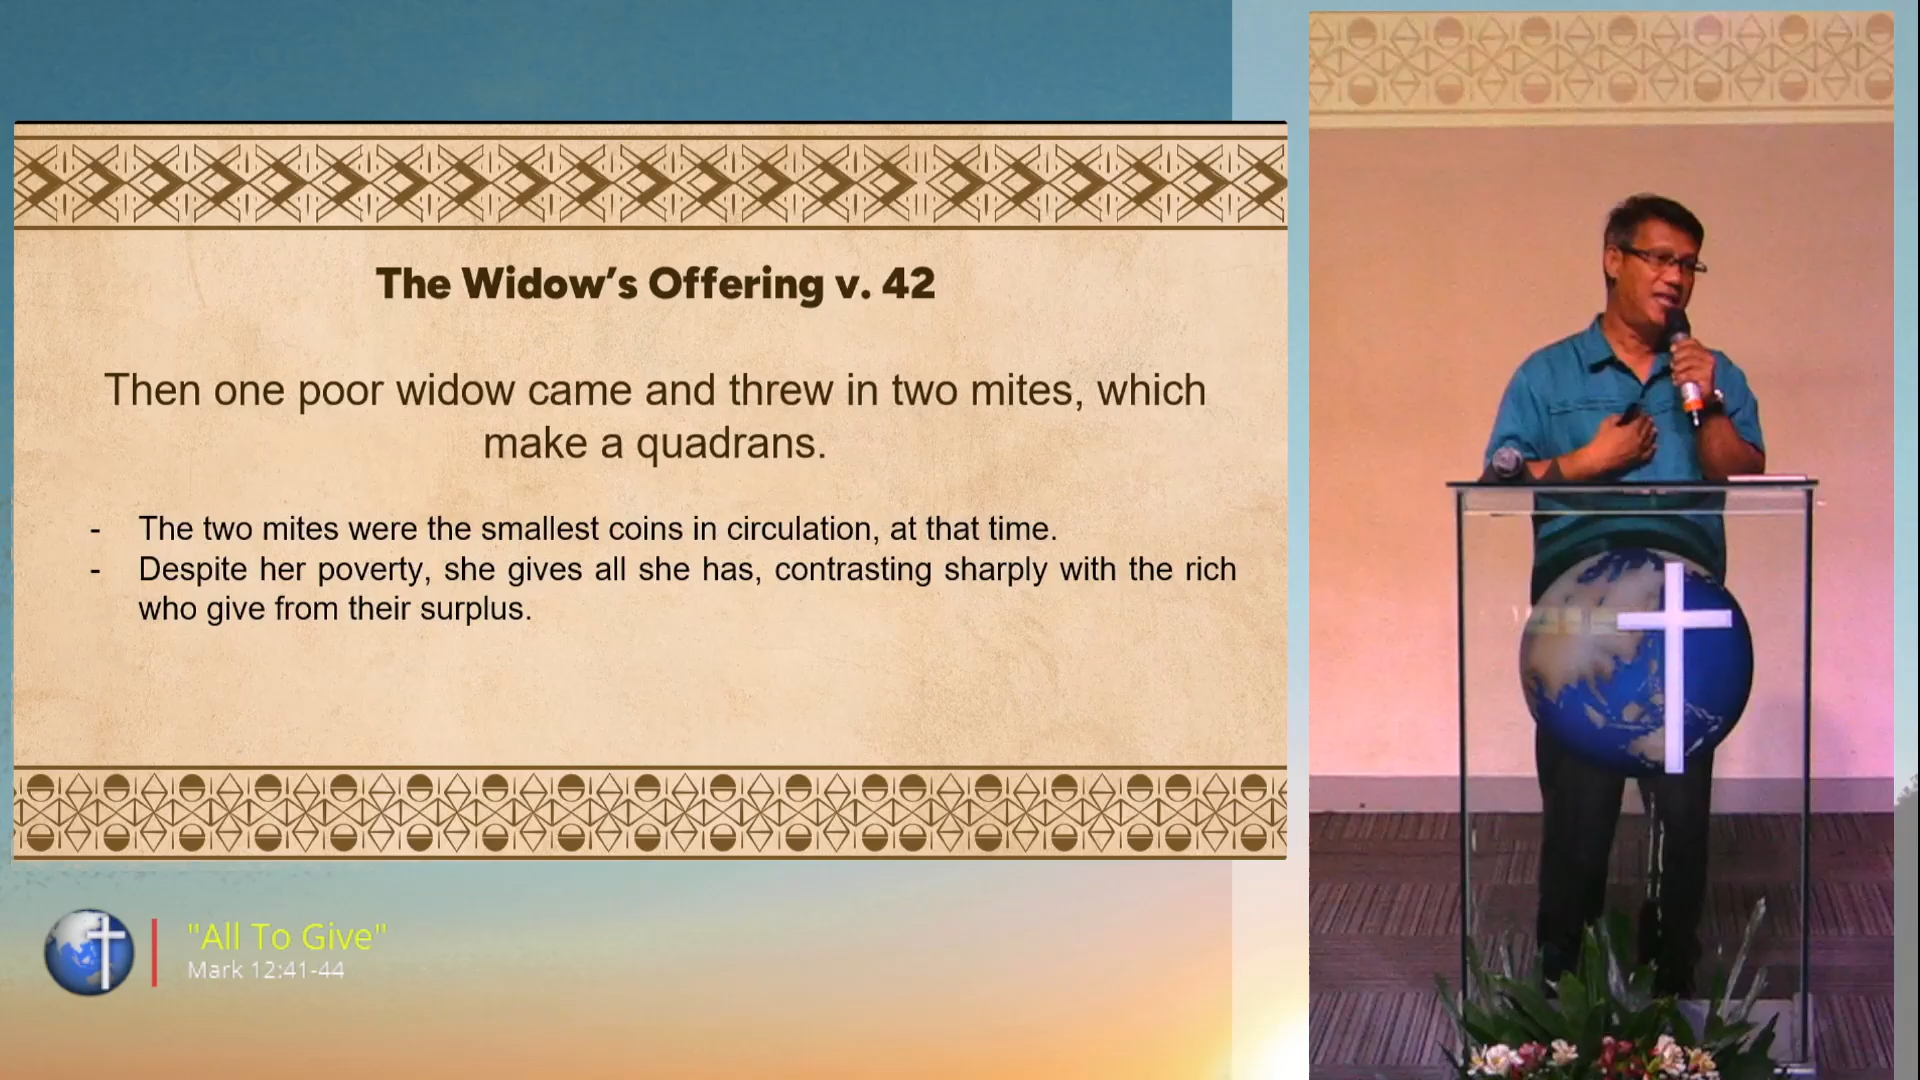 The Widow’s Offering v. 42
Then one poor widow came and threw in two mites, which
make a quadrans.
- The two mites were the smallest coins in circulation, at that time.
- Despite her poverty, she gives all she has, contrasting sharply with the rich
who give from their surplus.
"All To Give"
Mark 12:41-44